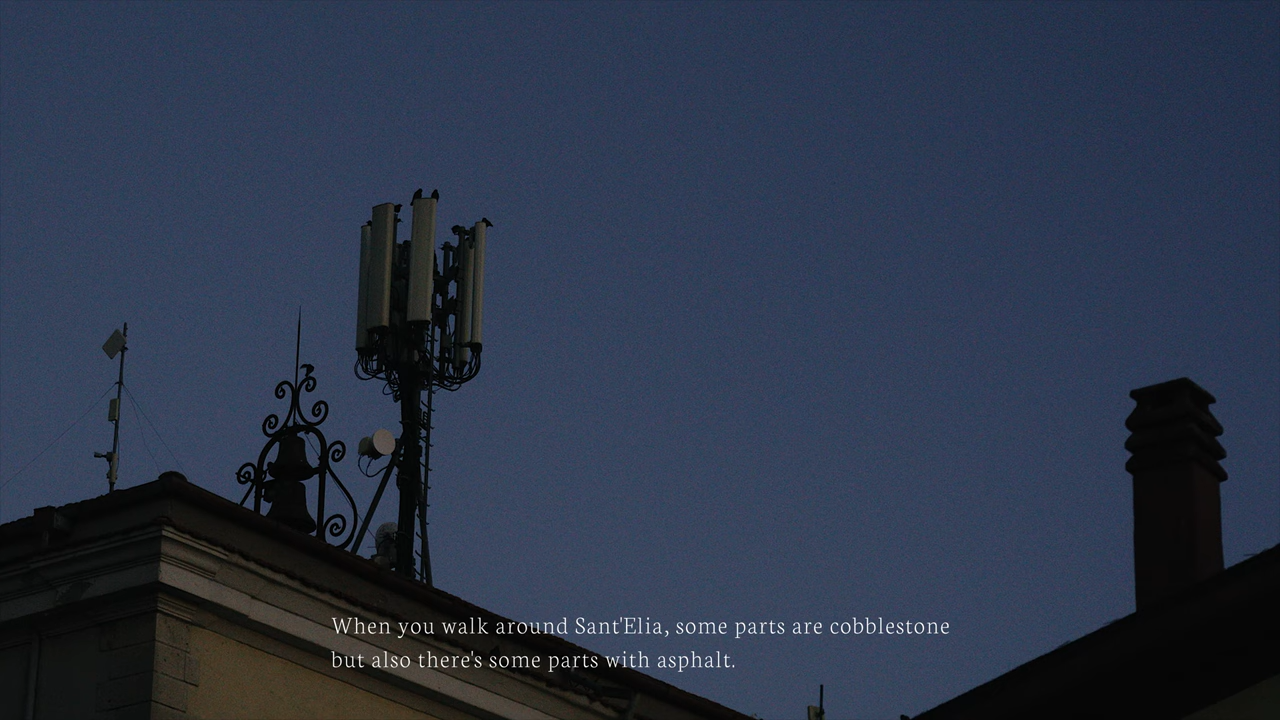 When you walk around Sant'Elia, some parts are cobblestone
but also there's some parts with asphalt.